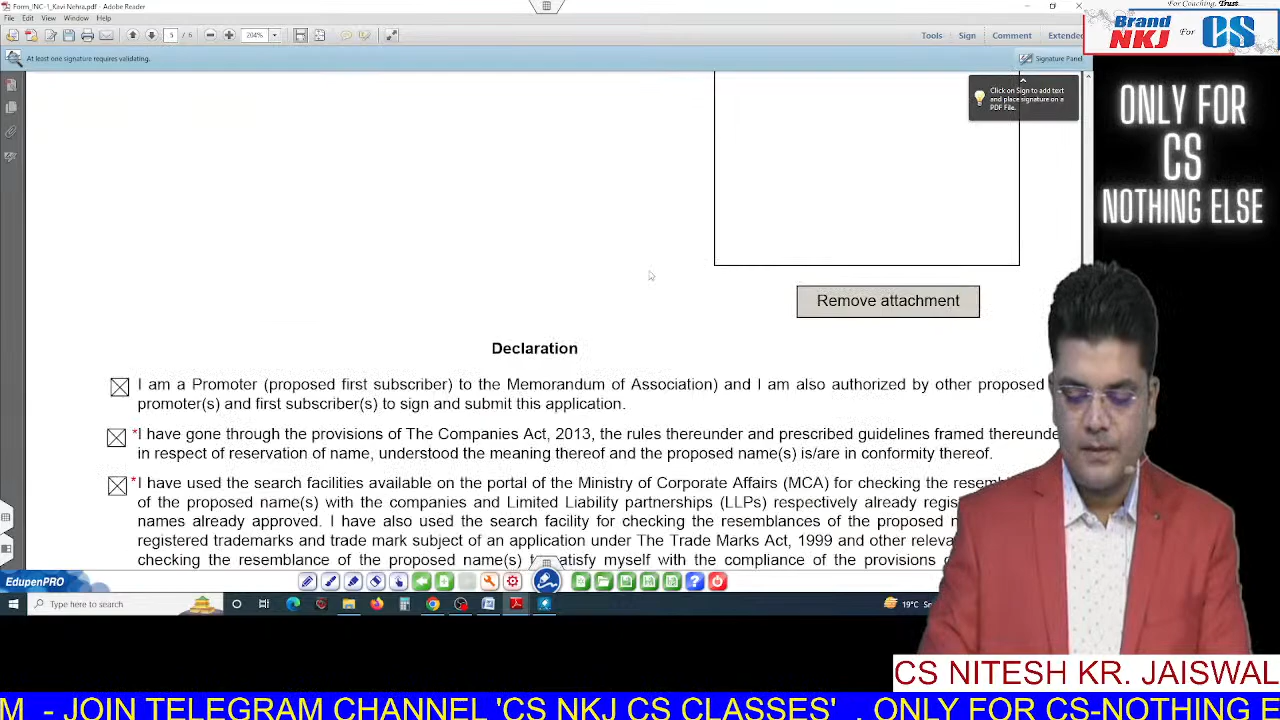 Form_INC-1_Kavi Nehra.pdf - Adobe Reader
File Edit View Window Help
5 / 6 204% Tools Sign Comment Extended
At least one signature requires validating. Signature Panel
Click on Sign to add text
and place signature on a
PDF File.
For Coaching, Trust
Brand
NKJ For CS
ONLY FOR
CS
NOTHING ELSE
Remove attachment
Declaration
I am a Promoter (proposed first subscriber) to the Memorandum of Association) and I am also authorized by other proposed
promoter(s) and first subscriber(s) to sign and submit this application.
*I have gone through the provisions of The Companies Act, 2013, the rules thereunder and prescribed guidelines framed thereunde
in respect of reservation of name, understood the meaning thereof and the proposed name(s) is/are in conformity thereof.
*I have used the search facilities available on the portal of the Ministry of Corporate Affairs (MCA) for checking the resemb
of the proposed name(s) with the companies and Limited Liability partnerships (LLPs) respectively already regis
names already approved. I have also used the search facility for checking the resemblances of the proposed
registered trademarks and trade mark subject of an application under The Trade Marks Act, 1999 and other releva
checking the resemblance of the proposed name(s) to satisfy myself with the compliance of the provisions
EdupenPRO
Type here to search
19°C
CS NITESH KR. JAISWAL
M - JOIN TELEGRAM CHANNEL 'CS NKJ CS CLASSES' , ONLY FOR CS-NOTHING E